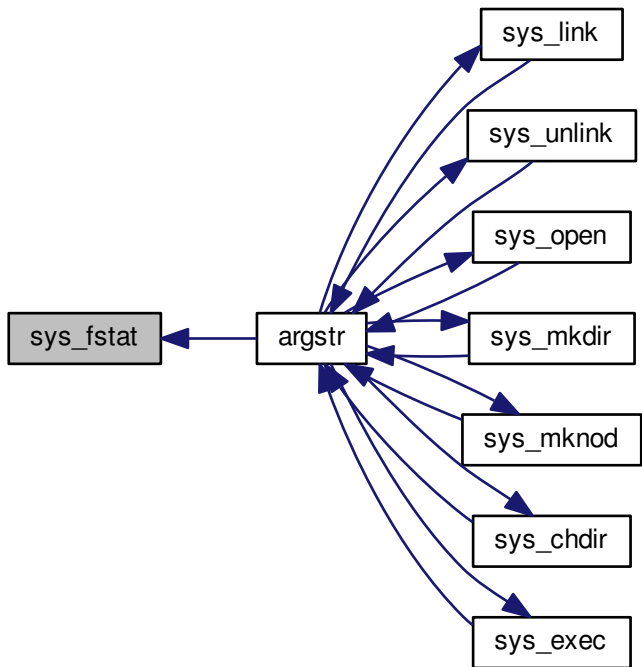 sys_link
sys_unlink
sys_open
sys_fstat
argstr
sys_mkdir
sys_mknod
sys_chdir
sys_exec